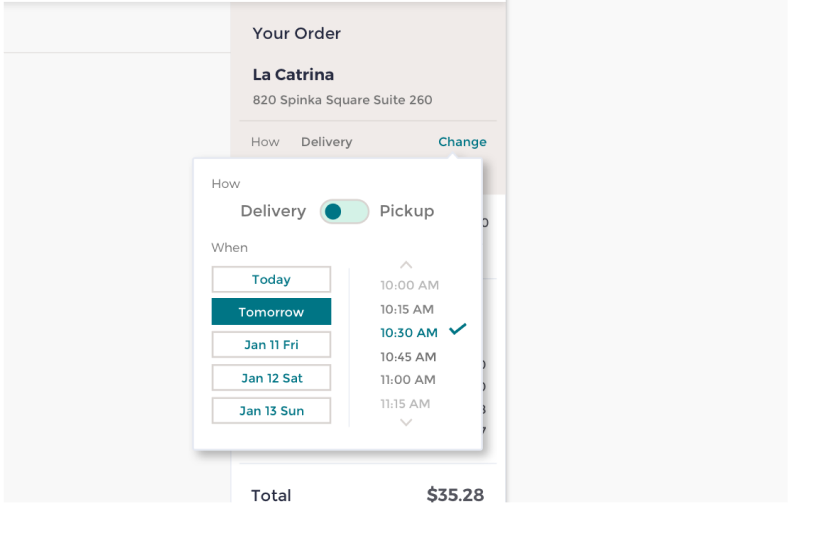 Your Order
La Catrina
820 Spinka Square Suite 260
How Delivery Change
How
Delivery Pickup
When
Today
Tomorrow
Jan 11 Fri
Jan 12 Sat
Jan 13 Sun
10:00 AM
10:15 AM
10:30 AM
10:45 AM
11:00 AM
11:15 AM
Total $35.28